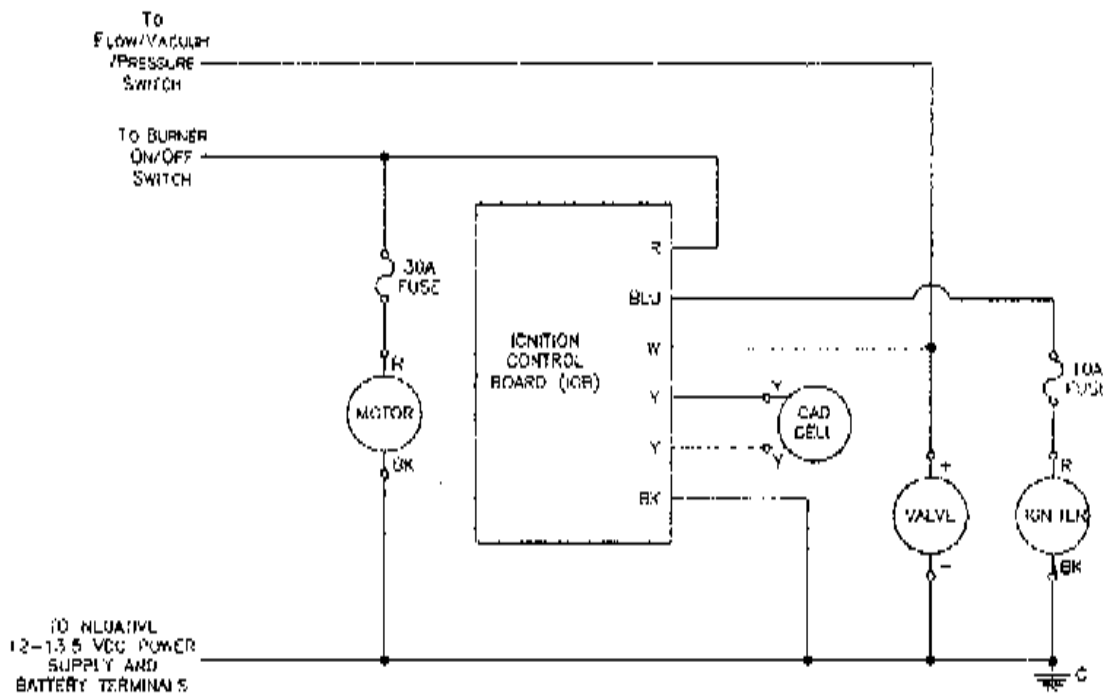 To
FLOW/VACUUM
/PRESSURE
SWITCH
TO BURNER
ON/OFF
SWITCH
30A
FUSE
R
MOTOR
BK
IGNITION
CONTROL
BOARD (ICB)
R
BLU
W
Y
Y
BK
Y
CAD
CELL
Y
10A
FUSE
+
VALVE
-
R
IGNITER
BK
TO NEGATIVE
12-13.5 VDC POWER
SUPPLY AND
BATTERY TERMINALS
G